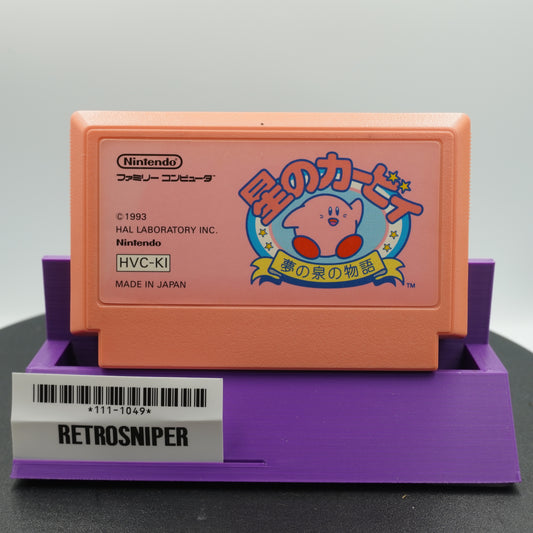 Nintendo
ファミリー コンピュータ
©1993
HAL LABORATORY INC.
Nintendo
HVC-KI
MADE IN JAPAN
星のカービィ
夢の泉の物語
TM
*111-1049*
RETROSNIPER